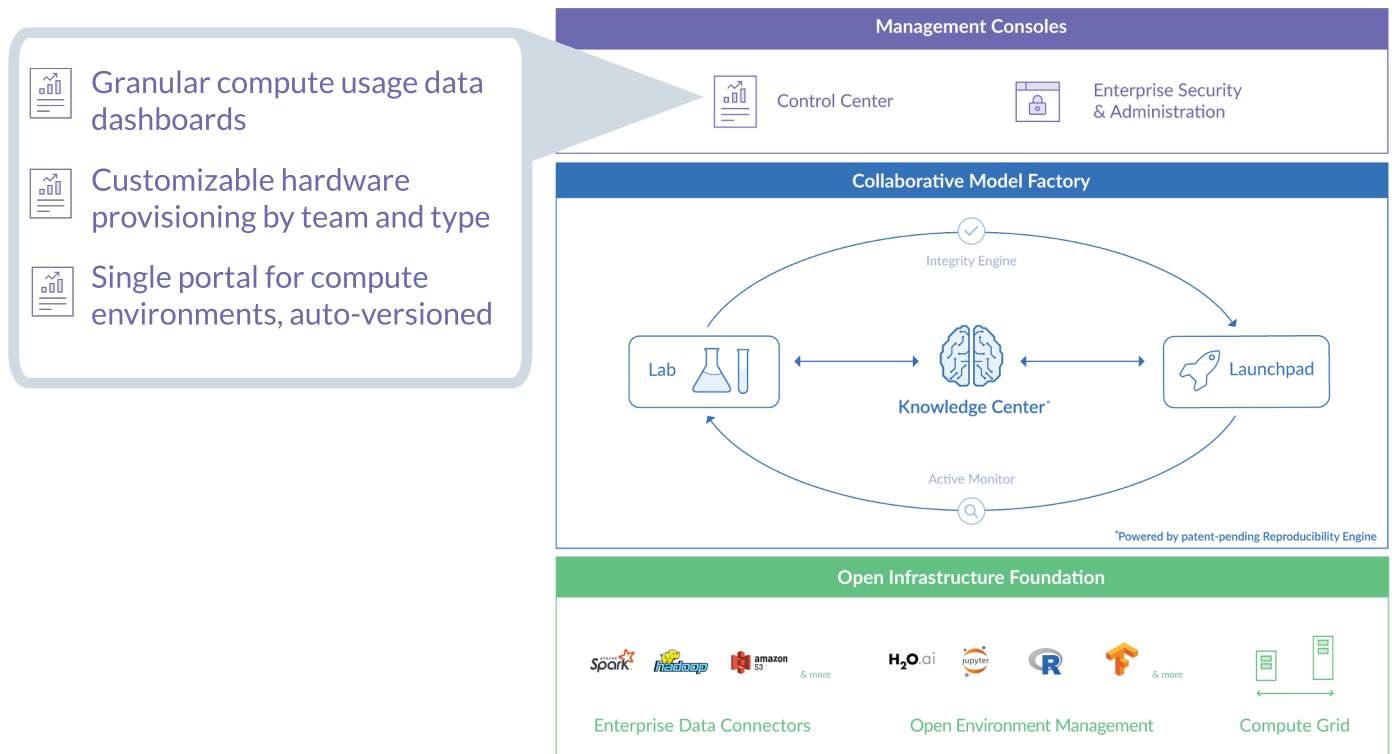 Granular compute usage data
dashboards
Customizable hardware
provisioning by team and type
Single portal for compute
environments, auto-versioned
Management Consoles
Control Center
Enterprise Security
& Administration
Collaborative Model Factory
Integrity Engine
Lab
Knowledge Center*
Launchpad
Active Monitor
*Powered by patent-pending Reproducibility Engine
Open Infrastructure Foundation
APACHE
Spark
hadoop
amazon
S3
& more
H2O.ai
jupyter
R
& more
Enterprise Data Connectors
Open Environment Management
Compute Grid